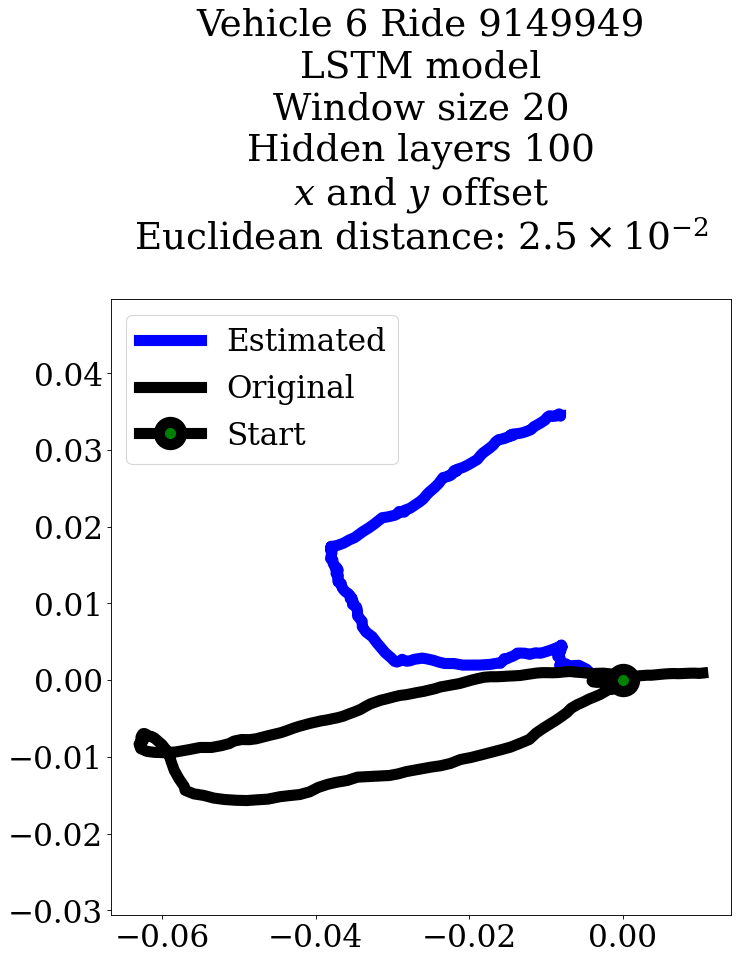 Vehicle 6 Ride 9149949
LSTM model
Window size 20
Hidden layers 100
x and y offset
Euclidean distance: 2.5 × 10⁻²
Estimated
Original
Start
0.04
0.03
0.02
0.01
0.00
−0.01
−0.02
−0.03
−0.06 −0.04 −0.02 0.00